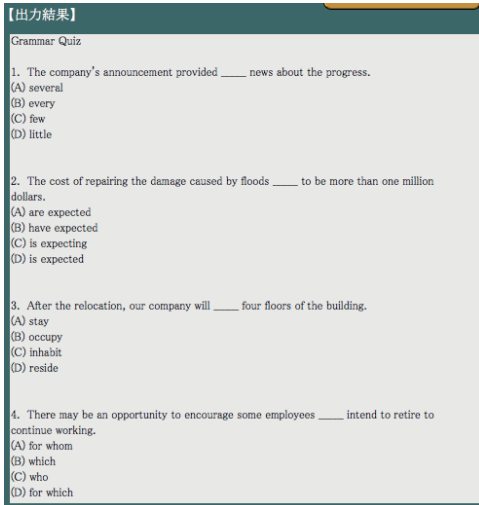 【出力結果】
Grammar Quiz
1. The company's announcement provided ____ news about the progress.
(A) several
(B) every
(C) few
(D) little
2. The cost of repairing the damage caused by floods ____ to be more than one million
dollars.
(A) are expected
(B) have expected
(C) is expecting
(D) is expected
3. After the relocation, our company will ____ four floors of the building.
(A) stay
(B) occupy
(C) inhabit
(D) reside
4. There may be an opportunity to encourage some employees ____ intend to retire to
continue working.
(A) for whom
(B) which
(C) who
(D) for which